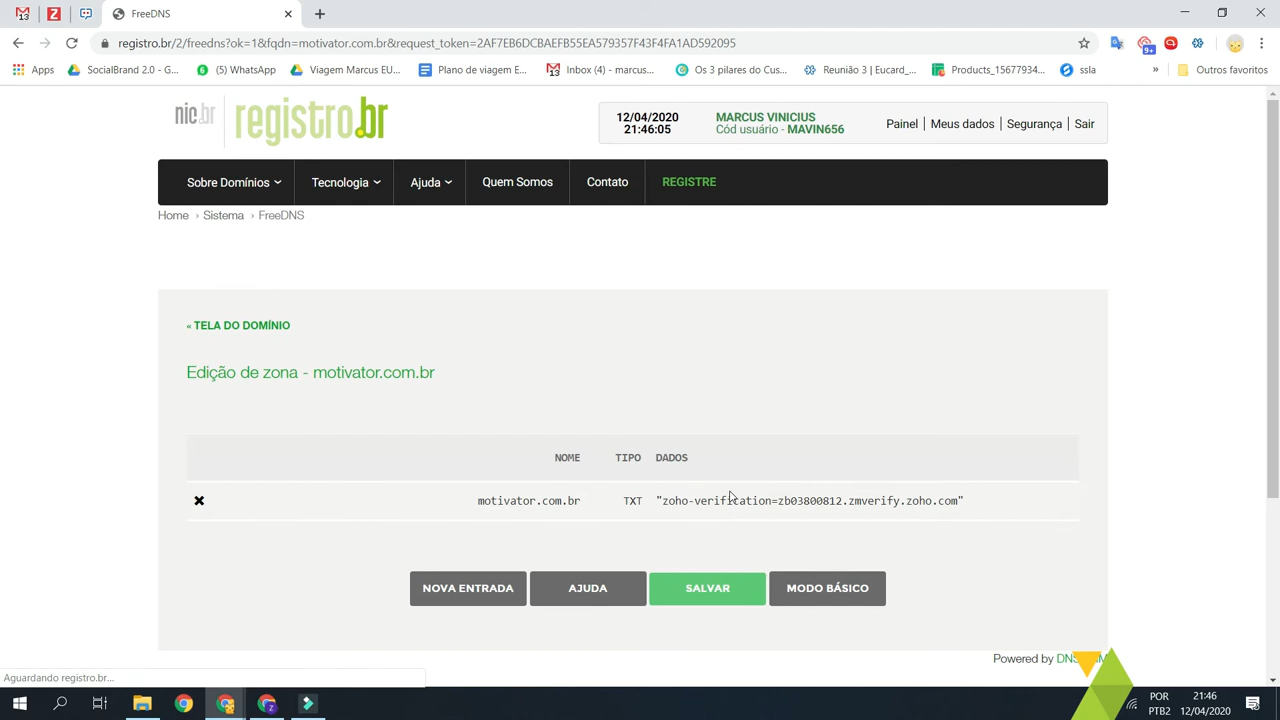 FreeDNS
registro.br/2/freedns?ok=1&fqdn=motivator.com.br&request_token=2AF7EB6DCBAEFB55EA579357F43F4FA1AD592095
Apps
SocialBrand 2.0 - G...
(5) WhatsApp
Viagem Marcus EU...
Plano de viagem E...
Inbox (4) - marcus...
Os 3 pilares do Cus...
Reunião 3 | Eucard_...
Products_15677934...
ssla
»
Outros favoritos
nic.br
registro.br
12/04/2020
21:46:05
MARCUS VINICIUS
Cód usuário - MAVIN656
Painel | Meus dados | Segurança | Sair
Sobre Domínios
Tecnologia
Ajuda
Quem Somos
Contato
REGISTRE
Home › Sistema › FreeDNS
« TELA DO DOMÍNIO
Edição de zona - motivator.com.br
NOME TIPO DADOS
motivator.com.br TXT "zoho-verification=zb03800812.zmverify.zoho.com"
NOVA ENTRADA
AJUDA
SALVAR
MODO BÁSICO
Powered by
Aguardando registro.br...
POR
PTB2
21:46
12/04/2020